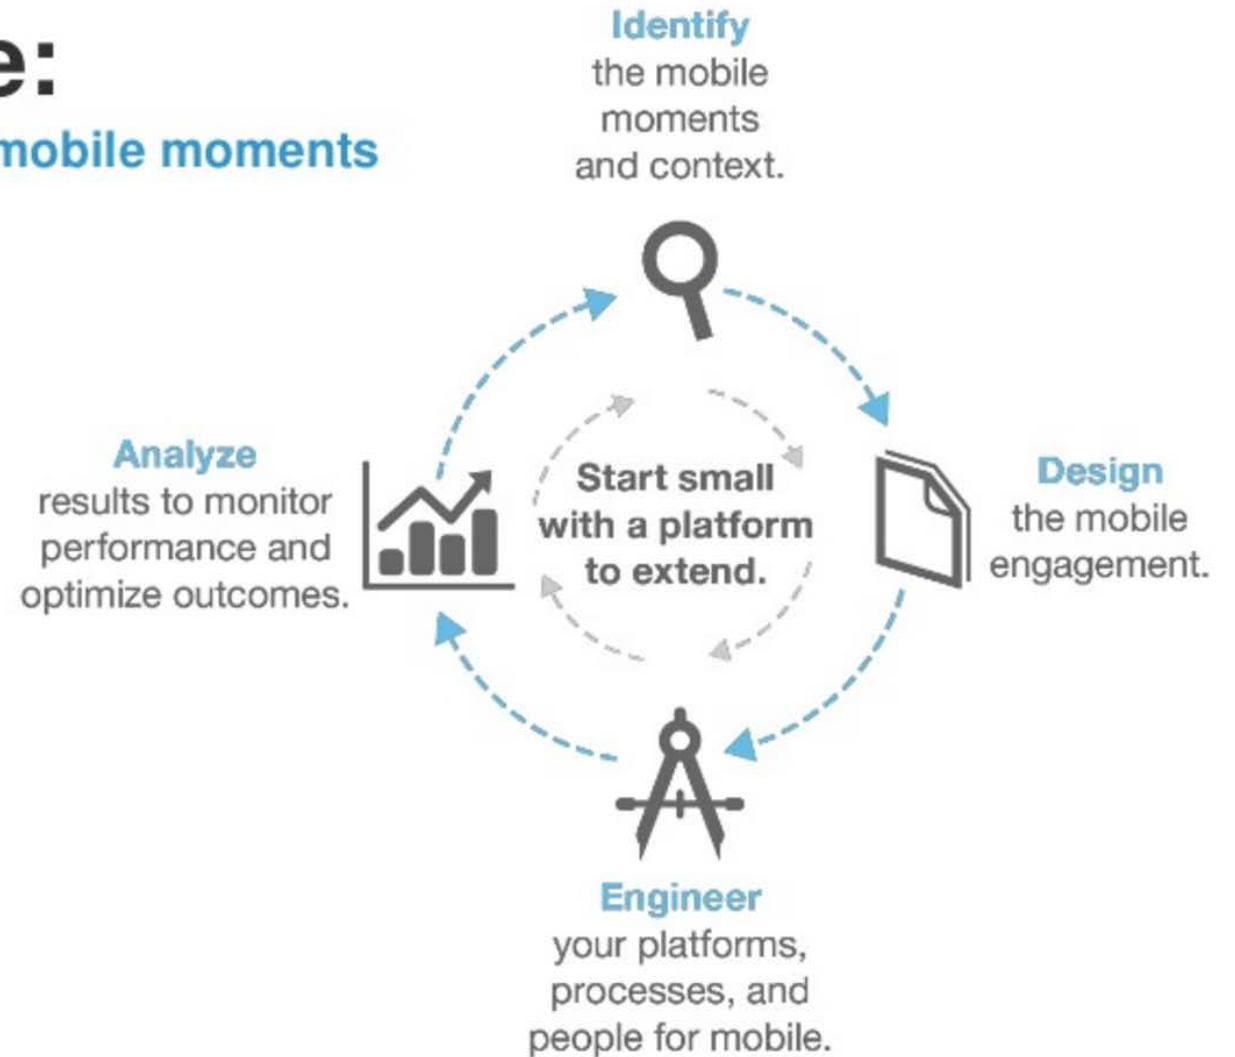 e:
mobile moments
Identify
the mobile
moments
and context.
Analyze
results to monitor
performance and
optimize outcomes.
Start small
with a platform
to extend.
Design
the mobile
engagement.
Engineer
your platforms,
processes, and
people for mobile.